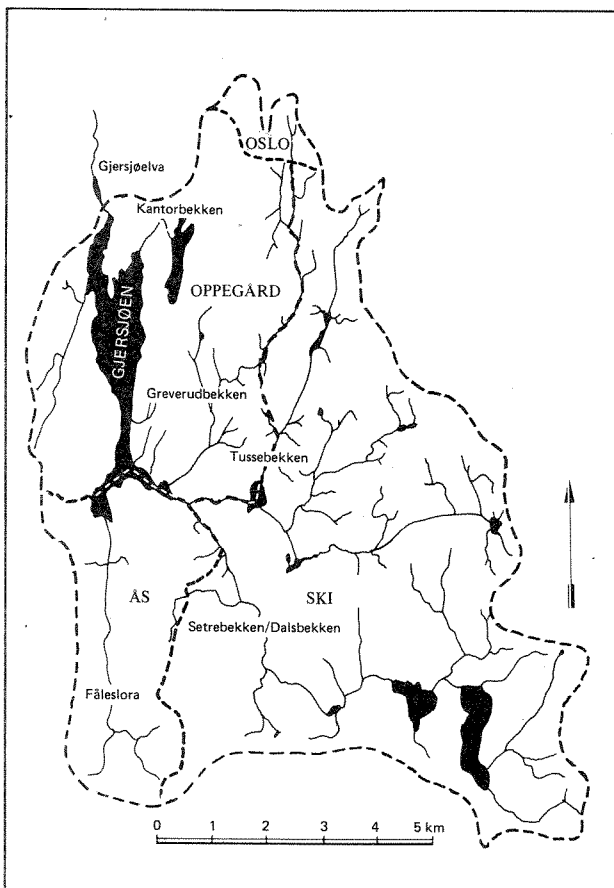 OSLO
Gjersjøelva
Kantorbekken
OPPEGÅRD
GJERSJØEN
Greverudbekken
Tussebekken
ÅS
SKI
Setrebekken/Dalsbekken
Fåleslora
0 1 2 3 4 5 km